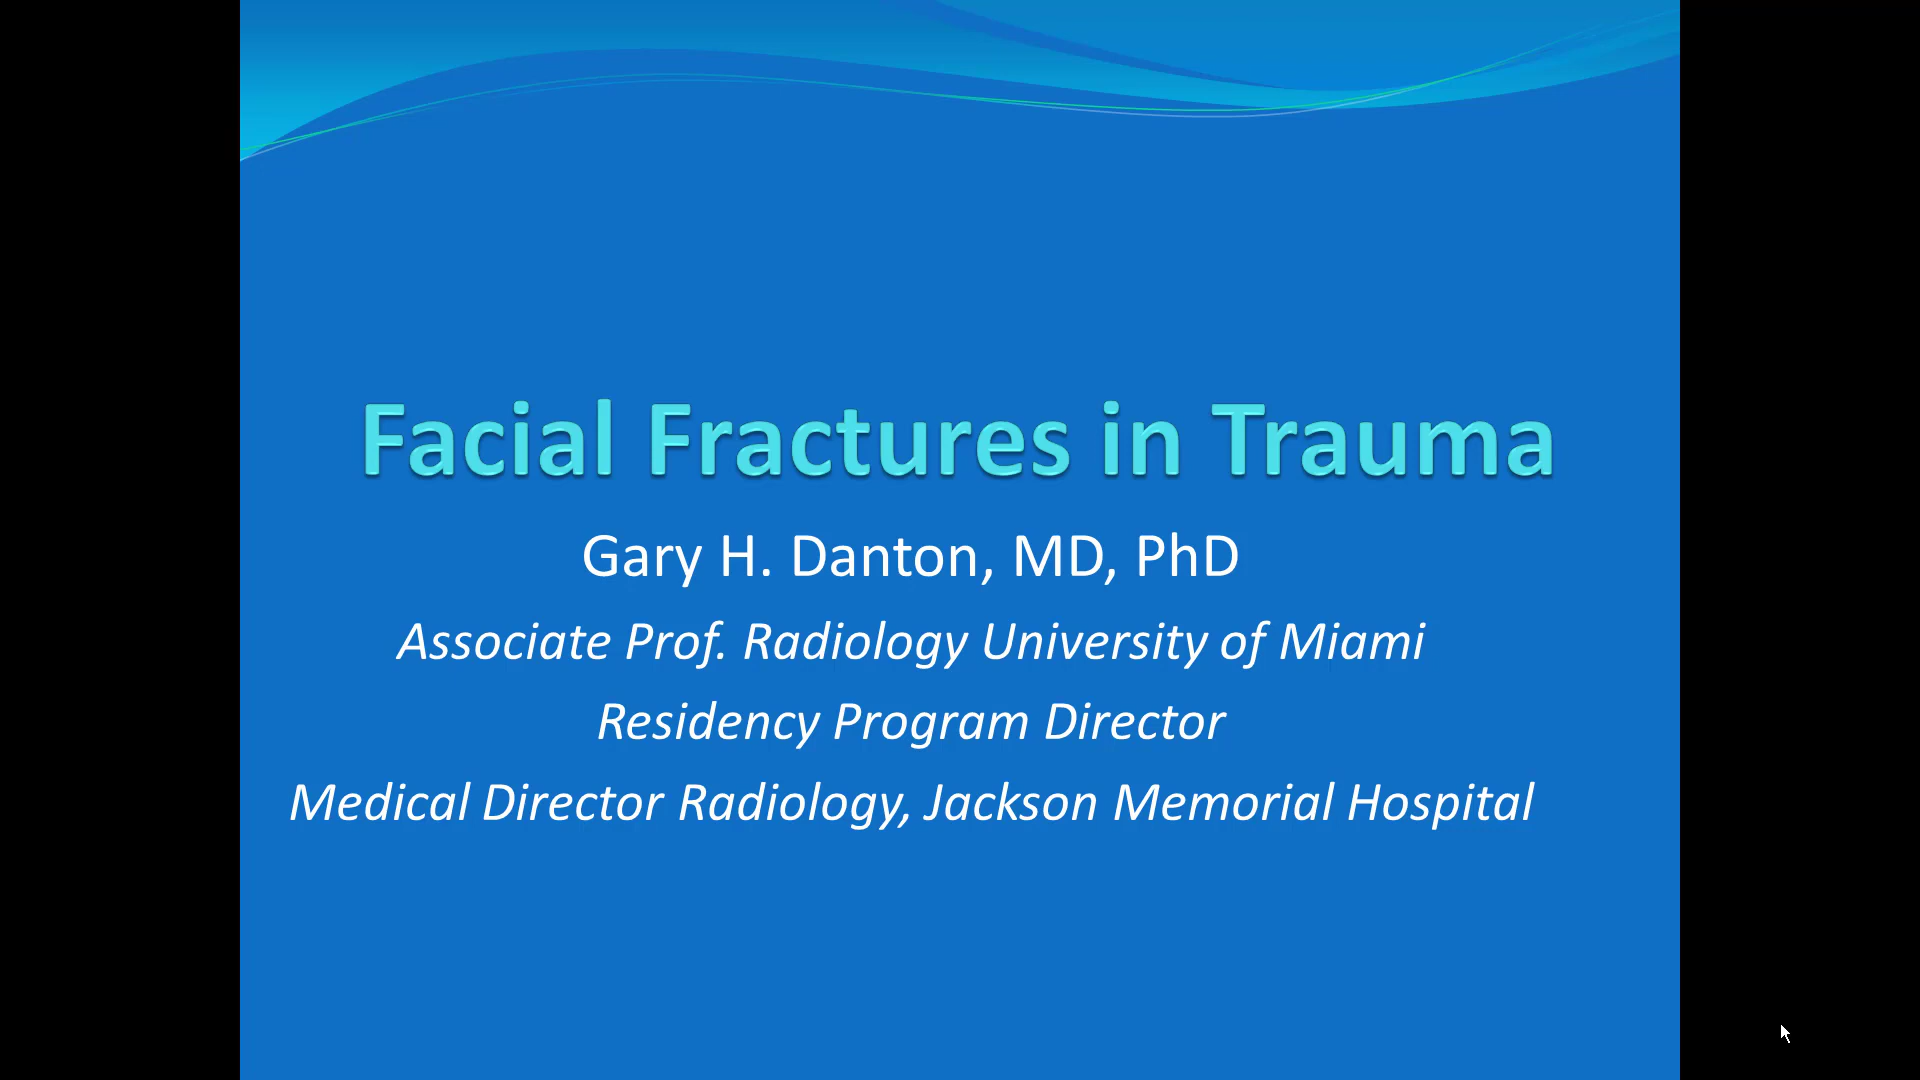 Facial Fractures in Trauma
Gary H. Danton, MD, PhD
Associate Prof. Radiology University of Miami
Residency Program Director
Medical Director Radiology, Jackson Memorial Hospital